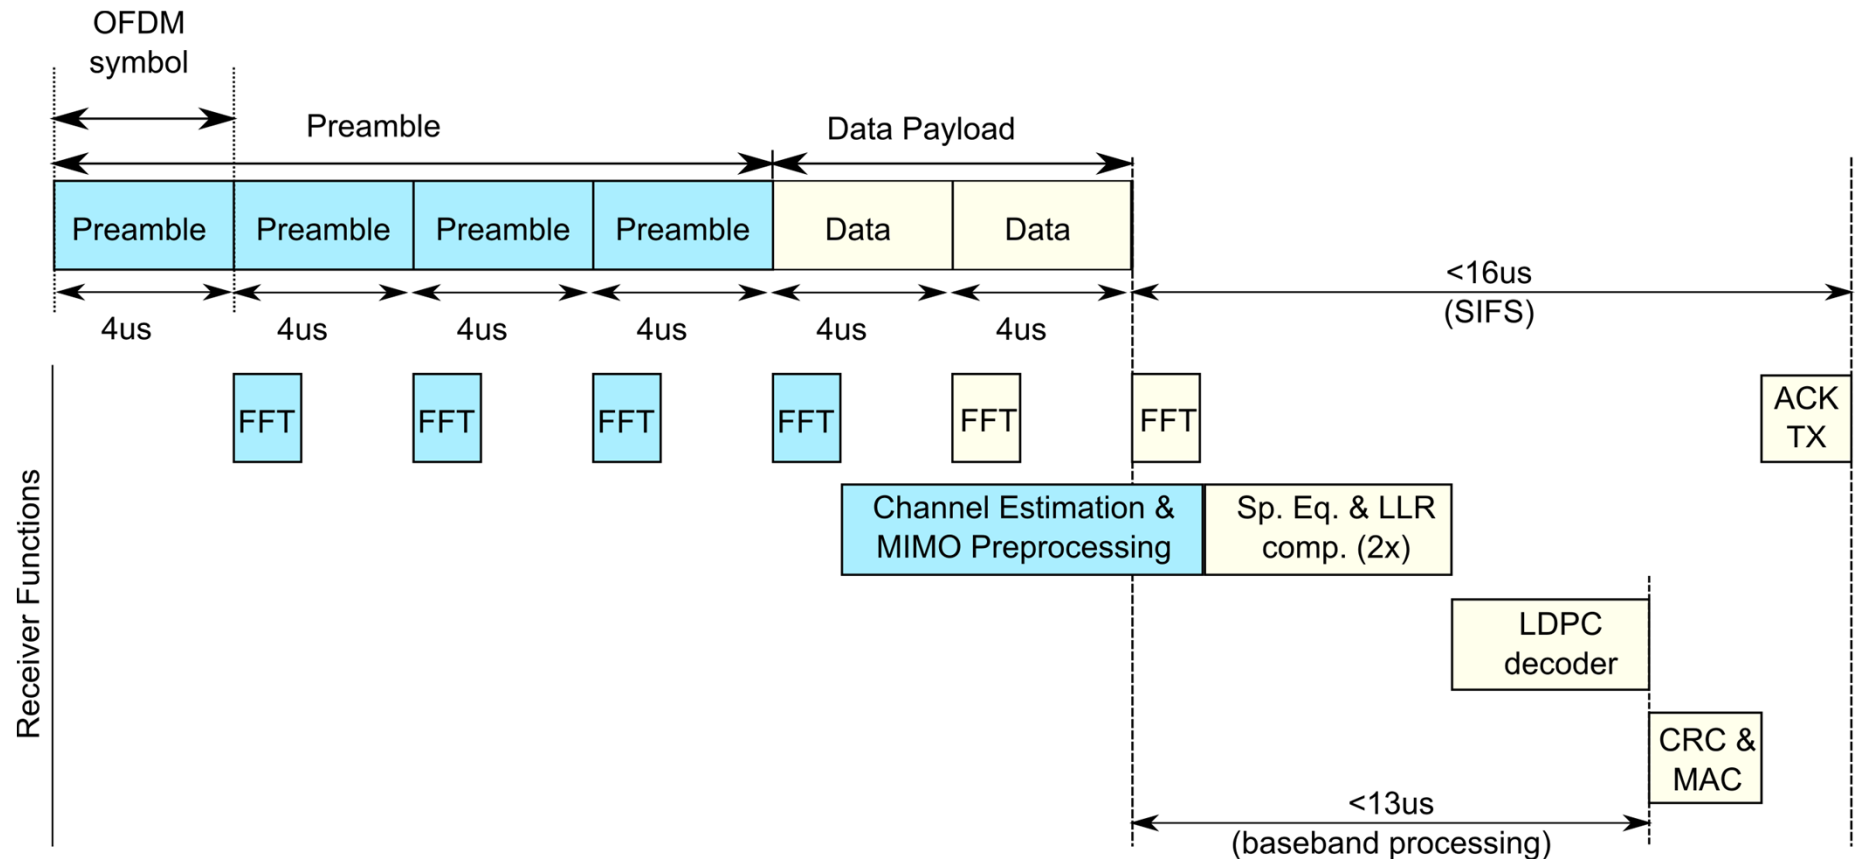 OFDM
symbol
Preamble
Data Payload
Preamble Preamble Preamble Preamble Data Data
<16us
(SIFS)
4us 4us 4us 4us 4us 4us
FFT FFT FFT FFT FFT FFT
ACK
TX
Channel Estimation &
MIMO Preprocessing
Sp. Eq. & LLR
comp. (2x)
LDPC
decoder
CRC &
MAC
<13us
(baseband processing)
Receiver Functions